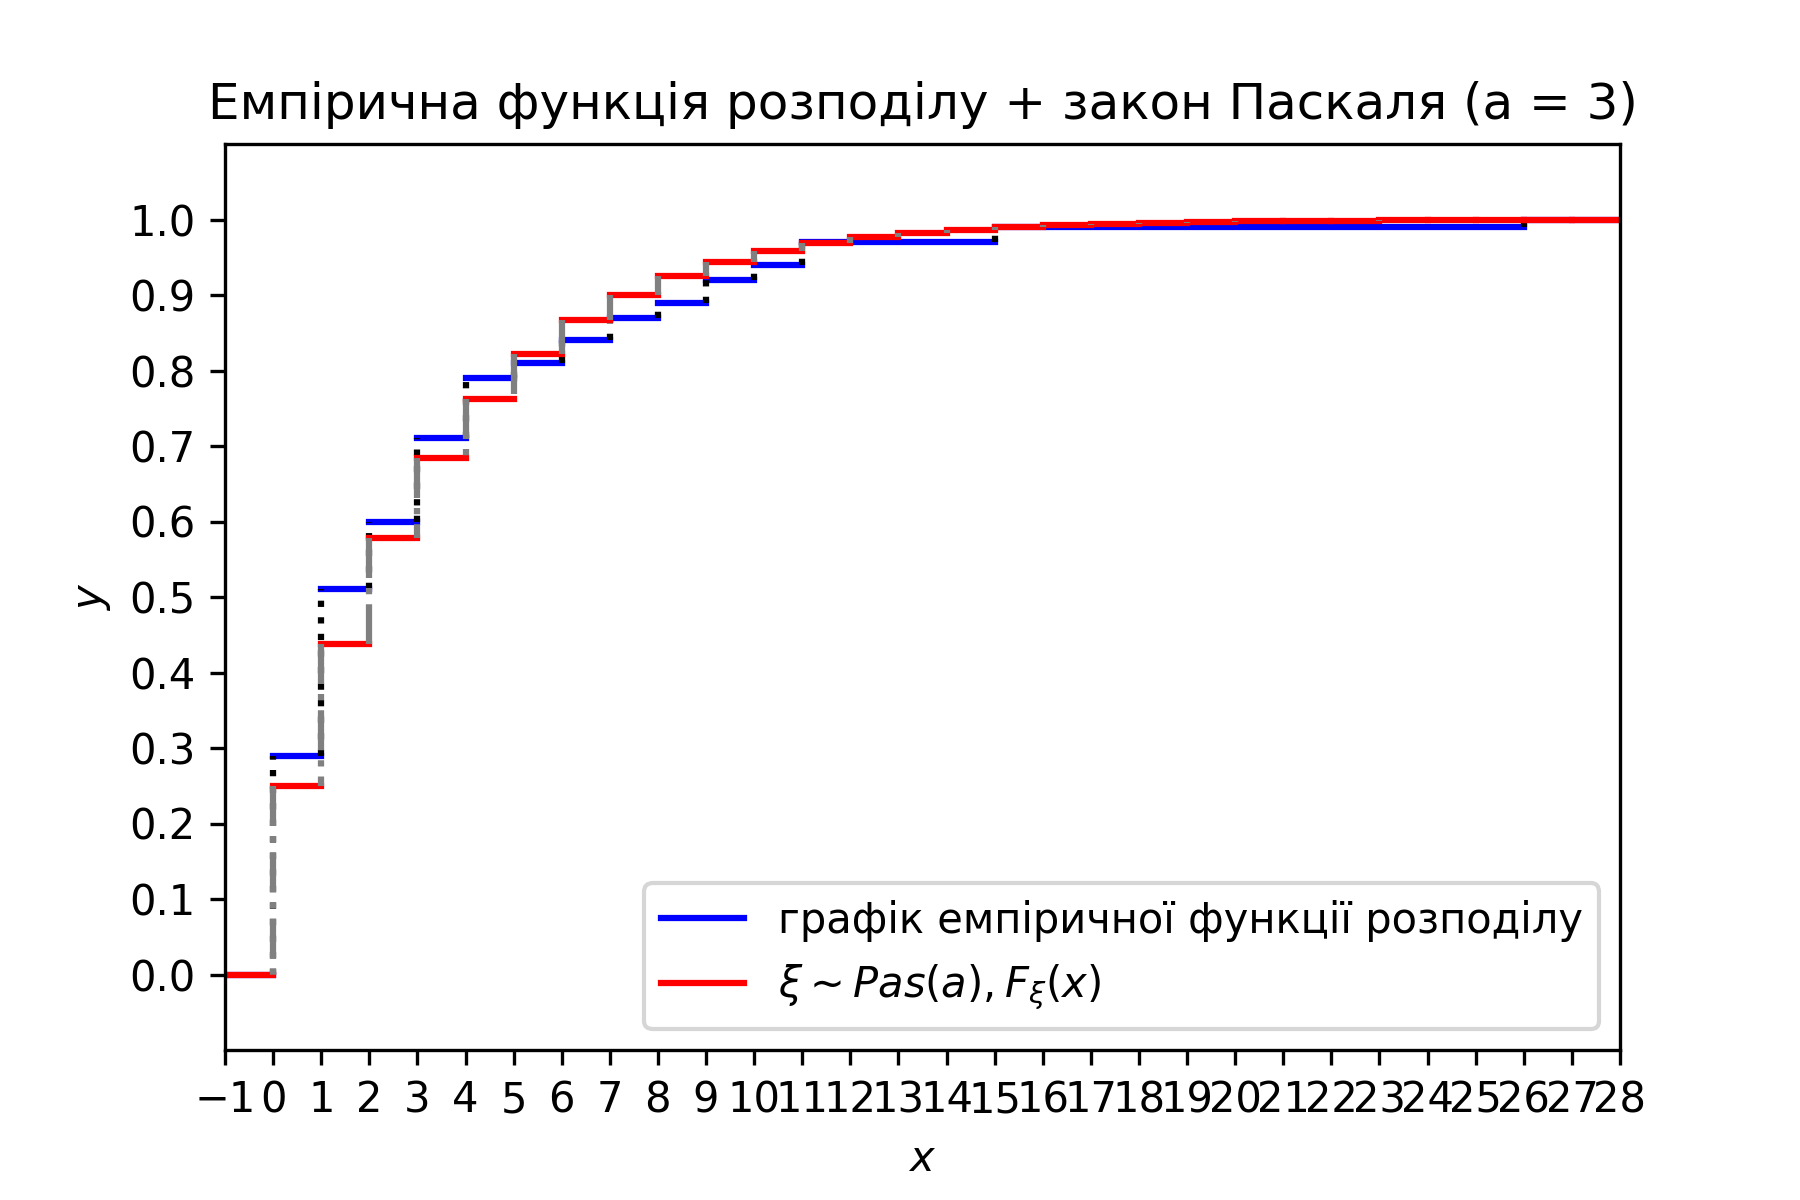 Емпірична функція розподілу + закон Паскаля (a = 3)
1.0
0.9
0.8
0.7
0.6
0.5
0.4
0.3
0.2
0.1
0.0
y
графік емпіричної функції розподілу
ξ ~ Pas(a), F_ξ(x)
−1 0 1 2 3 4 5 6 7 8 9 10 11 12 13 14 15 16 17 18 19 20 21 22 23 24 25 26 27 28
x